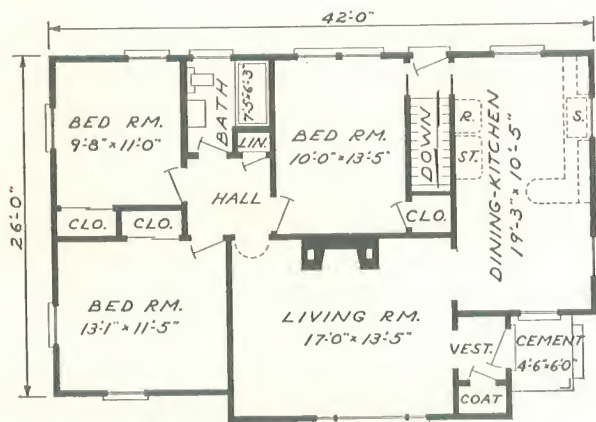 42'-0"
26'-0"
BED RM.
9'-8" x 11'-0"
BATH
7'-5" - 6'-3"
LIN.
BED RM.
10'-0" x 13'-5"
DOWN
R.
ST.
S.
DINING-KITCHEN
19'-3" x 10'-5"
HALL
CLO.
CLO.
CLO.
BED RM.
13'-1" x 11'-5"
LIVING RM.
17'-0" x 13'-5"
VEST.
CEMENT
4'-6" x 6'-0"
COAT